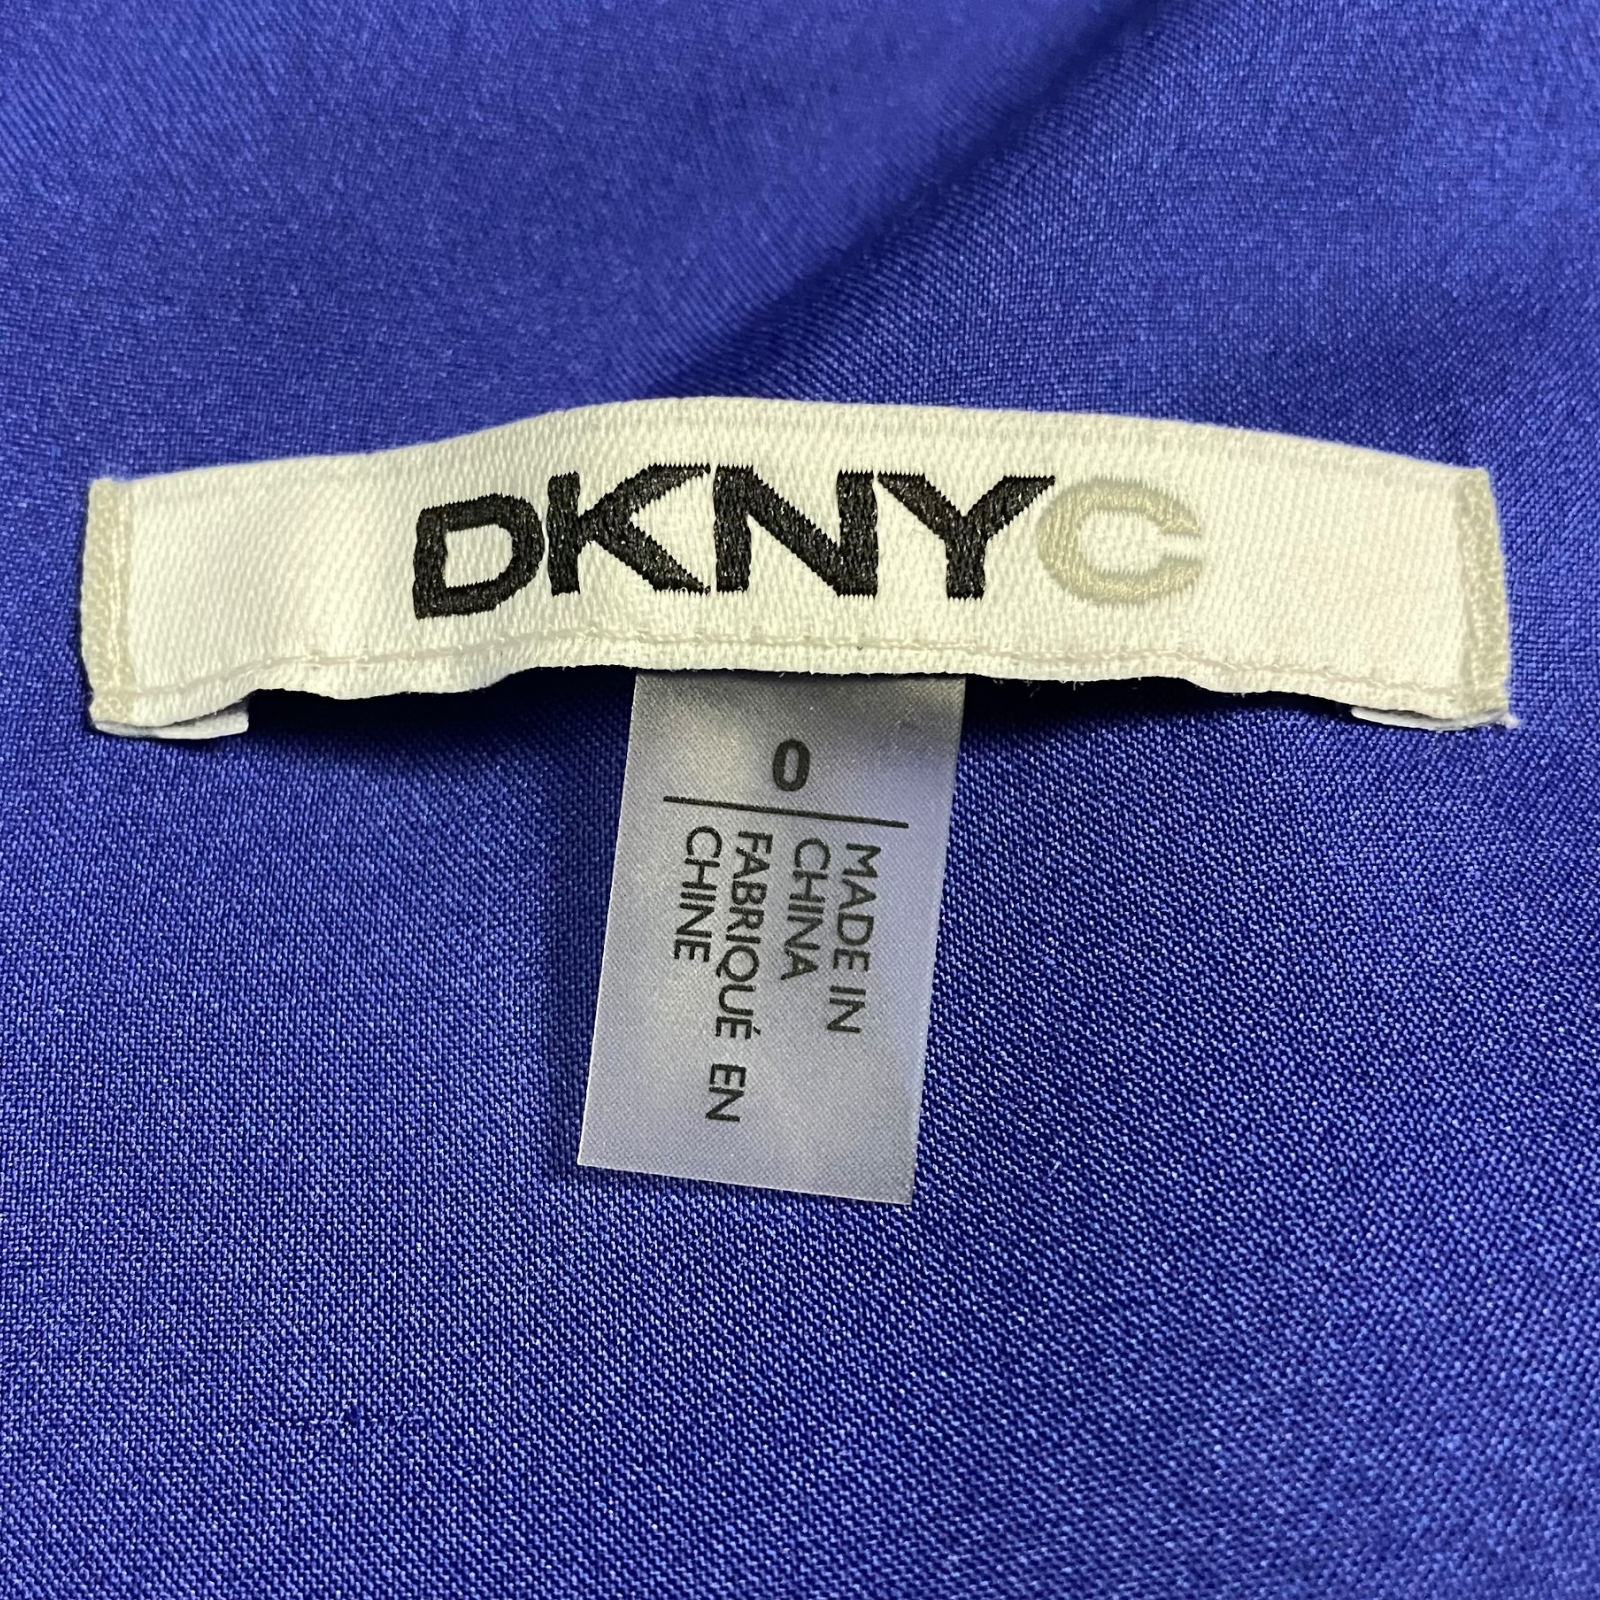 DKNYC
0
MADE IN
CHINA
FABRIQUÉ EN
CHINE